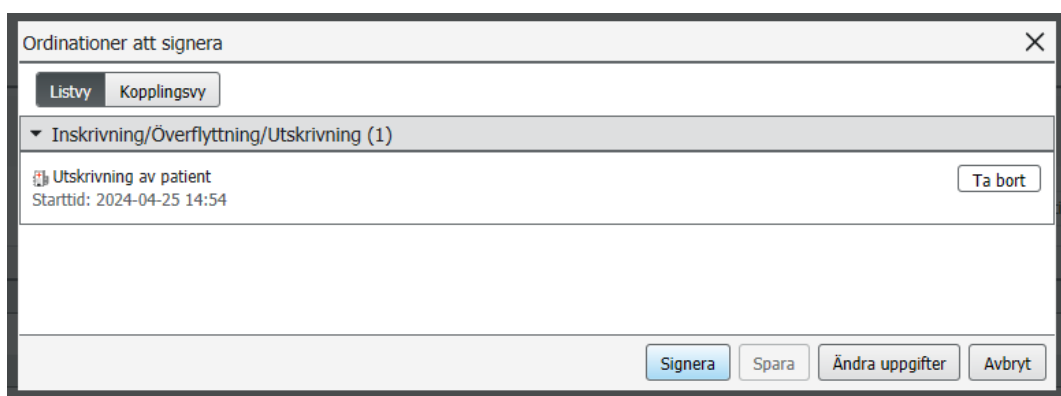 Ordinationer att signera
Listvy Kopplingsvy
Inskrivning/Överflyttning/Utskrivning (1)
Utskrivning av patient
Ta bort
Starttid: 2024-04-25 14:54
Signera Spara Ändra uppgifter Avbryt